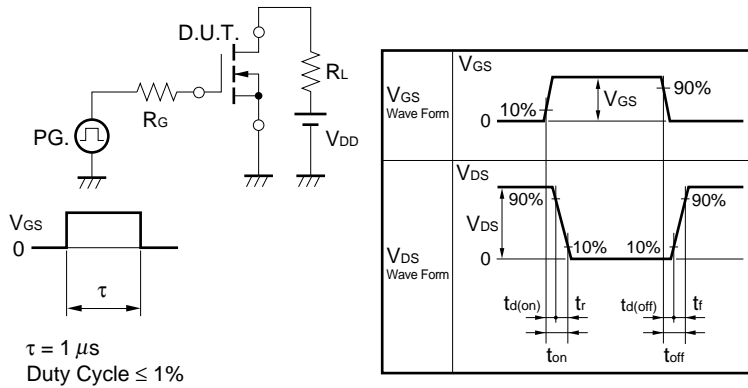 D.U.T.
RL
RG
PG.
VDD
VGS
0
τ
τ = 1 μs
Duty Cycle ≤ 1%
VGS
Wave Form
VGS
10%
VGS
90%
0
VDS
Wave Form
VDS
90%
VDS
10%
10%
90%
0
td(on)
tr
td(off)
tf
ton
toff